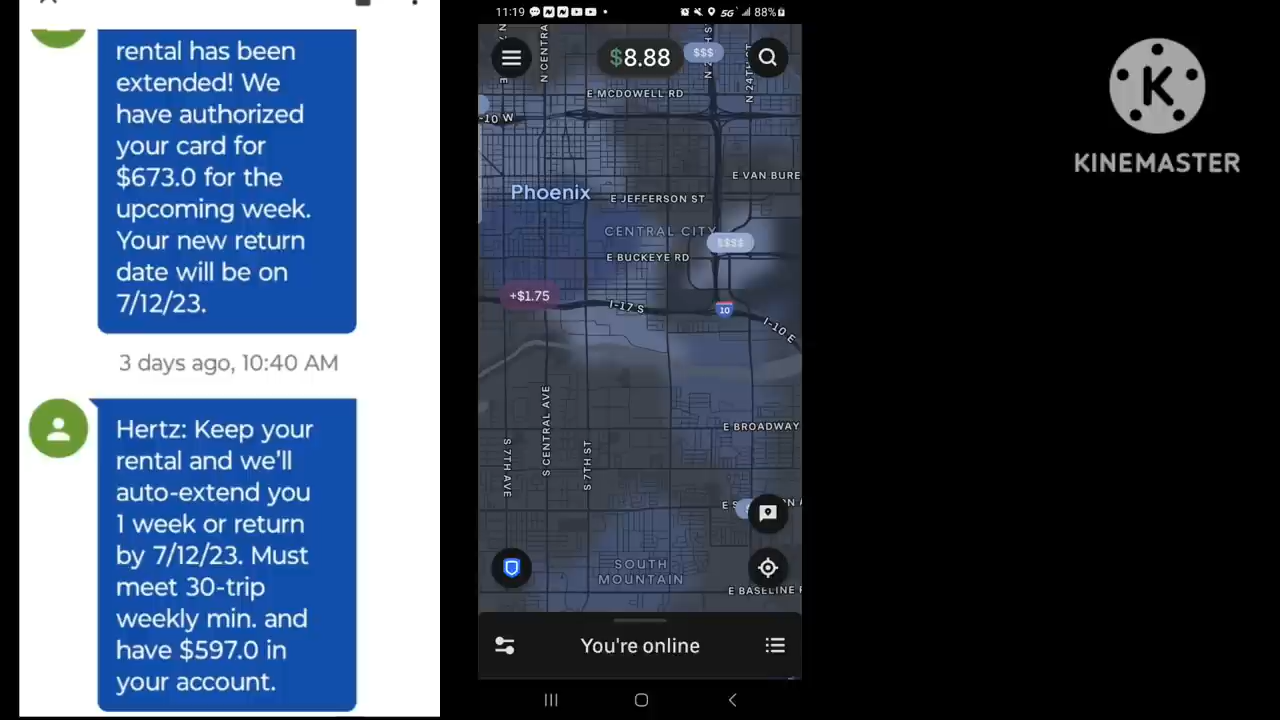 rental has been
extended! We
have authorized
your card for
$673.0 for the
upcoming week.
Your new return
date will be on
7/12/23.
3 days ago, 10:40 AM
Hertz: Keep your
rental and we'll
auto-extend you
1 week or return
by 7/12/23. Must
meet 30-trip
weekly min. and
have $597.0 in
your account.
11:19
5G
88%
$8.88
$$$
N CENTRA
N 24TH ST
E MCDOWELL RD
-10 W
E VAN BURE
Phoenix
E JEFFERSON ST
CENTRAL CITY
$$$$
E BUCKEYE RD
+$1.75
I-17 S
10
I-10 E
S CENTRAL AVE
S 7TH AVE
S 7TH ST
E BROADWAY
SOUTH
MOUNTAIN
E BASELINE
You're online
K
KINEMASTER